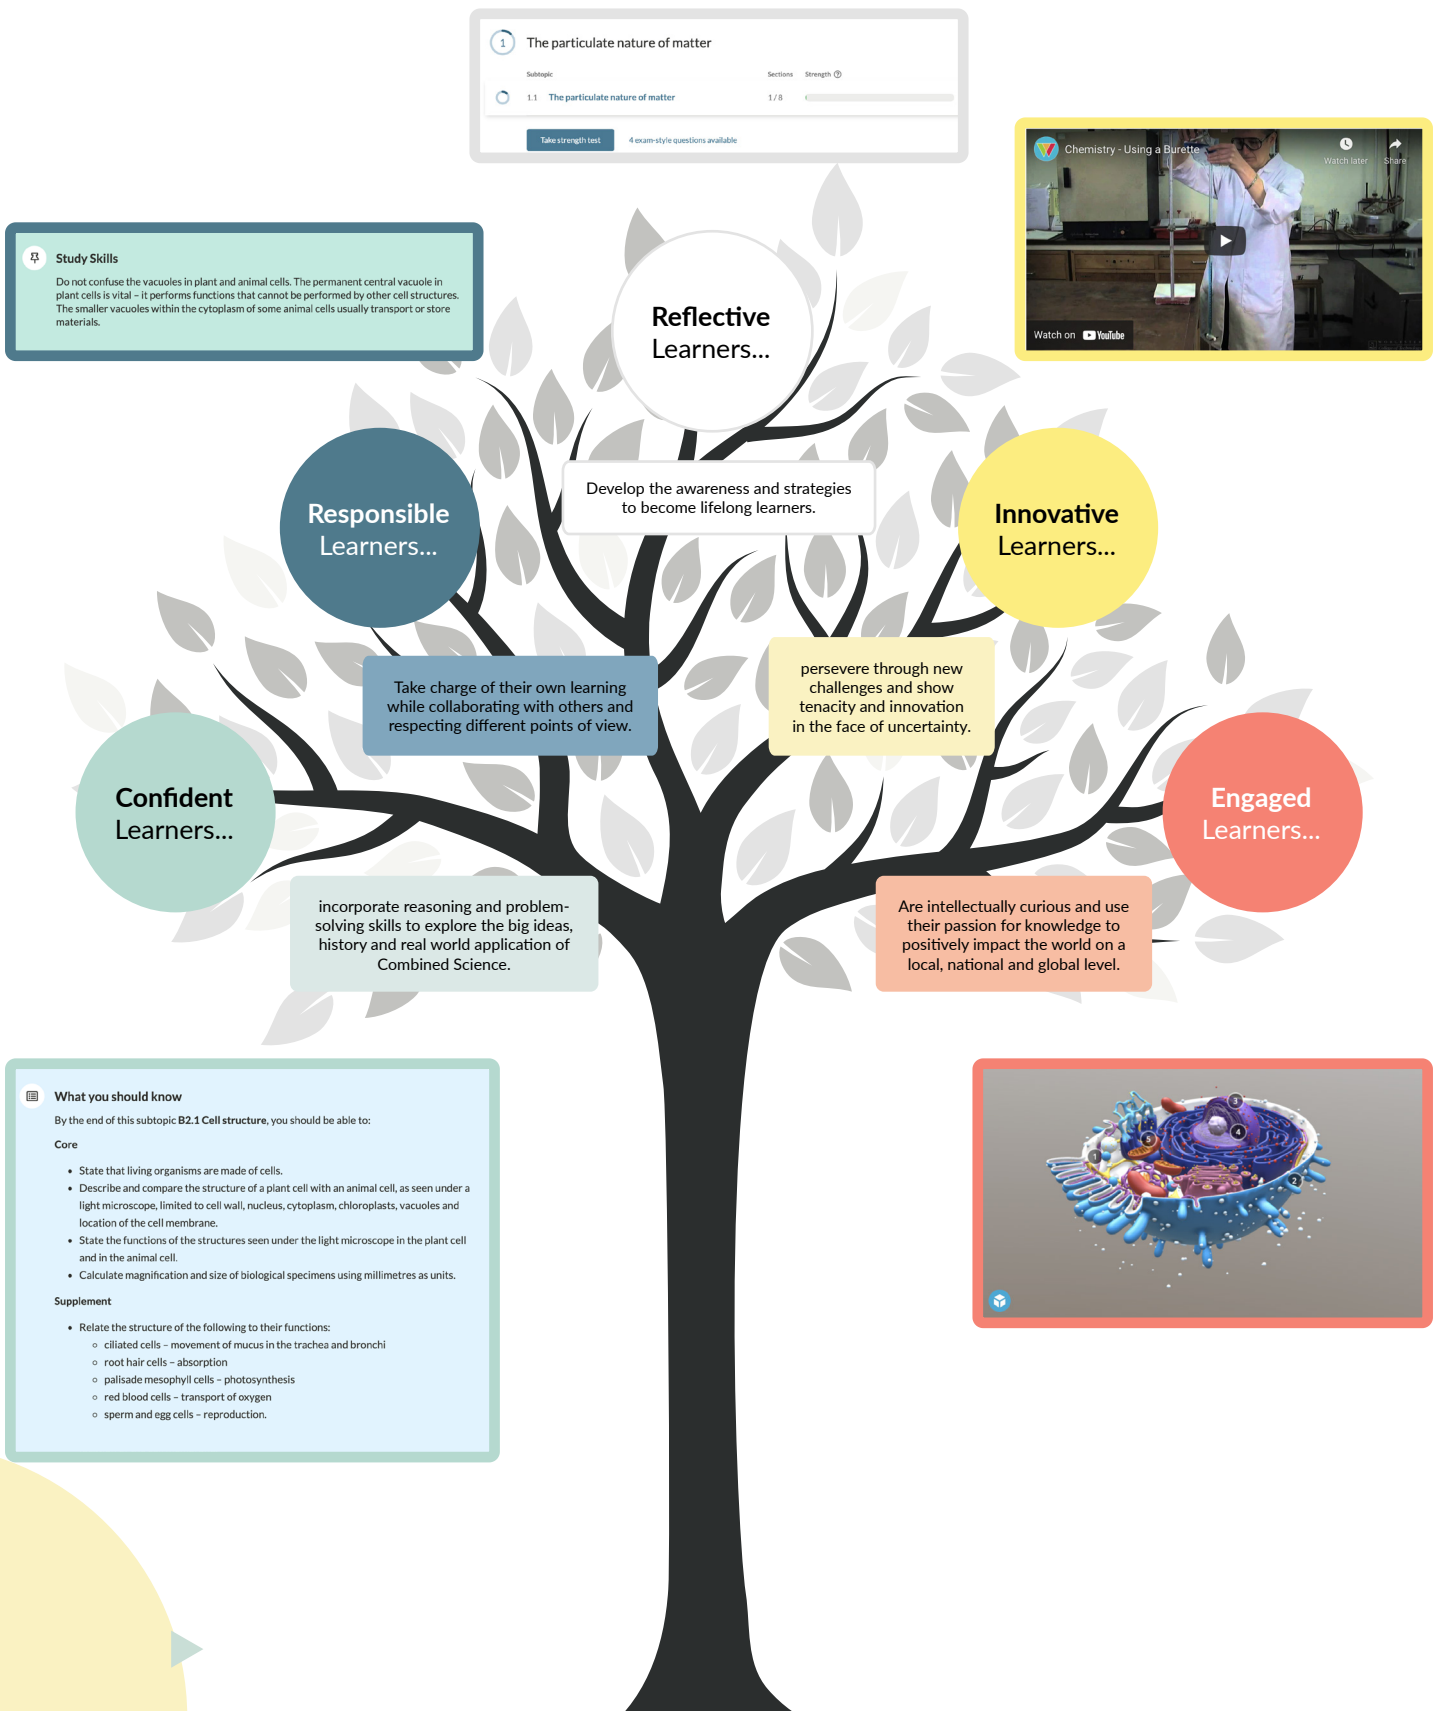 1 The particulate nature of matter
Subtopic Sections Strength ?
1.1 The particulate nature of matter 1 / 8
Take strength test 4 exam-style questions available
Chemistry - Using a Burette
Watch later Share
Watch on YouTube
Study Skills
Do not confuse the vacuoles in plant and animal cells. The permanent central vacuole in
plant cells is vital – it performs functions that cannot be performed by other cell structures.
The smaller vacuoles within the cytoplasm of some animal cells usually transport or store
materials.
Reflective
Learners...
Develop the awareness and strategies
to become lifelong learners.
Responsible
Learners...
Take charge of their own learning
while collaborating with others and
respecting different points of view.
Innovative
Learners...
persevere through new
challenges and show
tenacity and innovation
in the face of uncertainty.
Confident
Learners...
incorporate reasoning and problem-
solving skills to explore the big ideas,
history and real world application of
Combined Science.
Engaged
Learners...
Are intellectually curious and use
their passion for knowledge to
positively impact the world on a
local, national and global level.
What you should know
By the end of this subtopic B2.1 Cell structure, you should be able to:
Core
• State that living organisms are made of cells.
• Describe and compare the structure of a plant cell with an animal cell, as seen under a
light microscope, limited to cell wall, nucleus, cytoplasm, chloroplasts, vacuoles and
location of the cell membrane.
• State the functions of the structures seen under the light microscope in the plant cell
and in the animal cell.
• Calculate magnification and size of biological specimens using millimetres as units.
Supplement
• Relate the structure of the following to their functions:
◦ ciliated cells – movement of mucus in the trachea and bronchi
◦ root hair cells – absorption
◦ palisade mesophyll cells – photosynthesis
◦ red blood cells – transport of oxygen
◦ sperm and egg cells – reproduction.
3
4
5
1
2